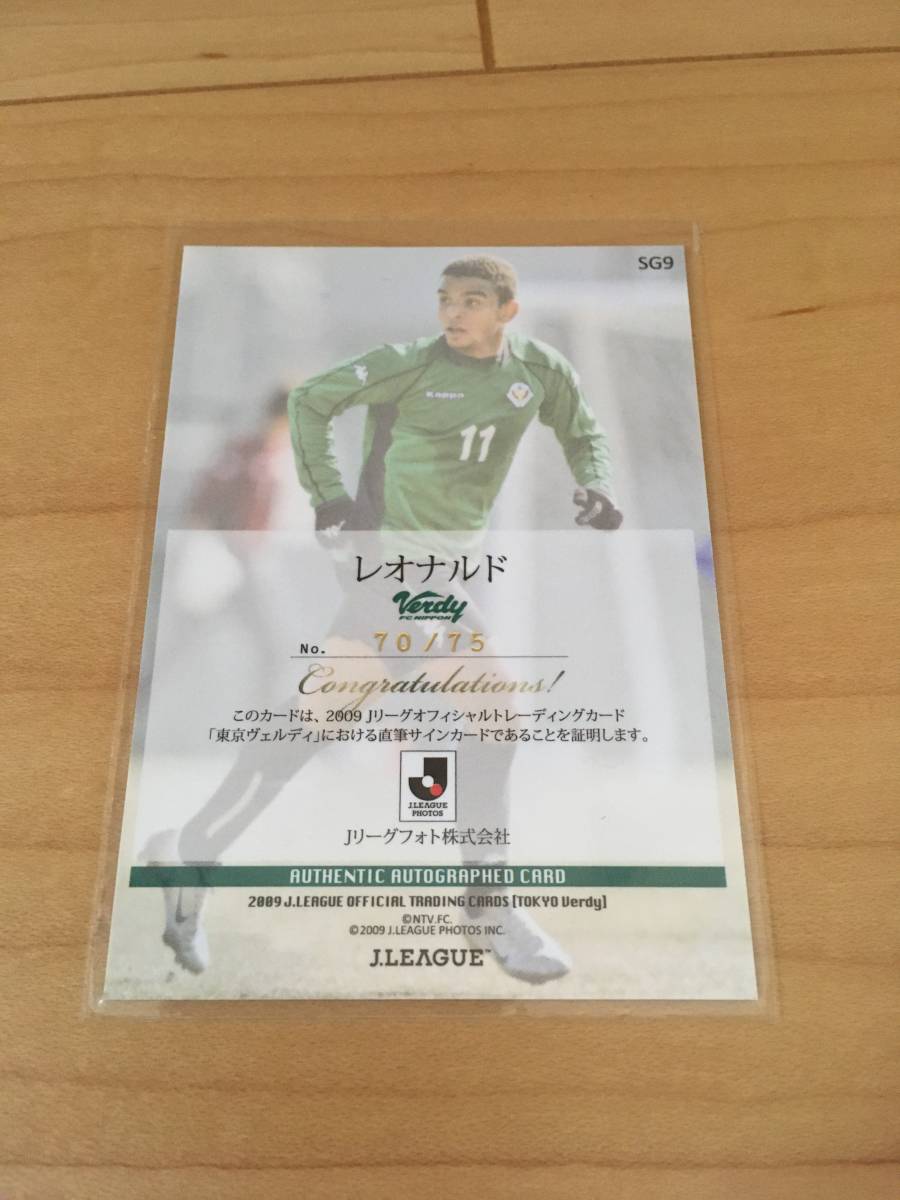 SG9
Kappa
11
レオナルド
Verdy
FC NIPPON
No. 70/75
Congratulations!
このカードは、2009 Jリーグオフィシャルトレーディングカード
「東京ヴェルディ」における直筆サインカードであることを証明します。
J.LEAGUE
PHOTOS
Jリーグフォト株式会社
AUTHENTIC AUTOGRAPHED CARD
2009 J.LEAGUE OFFICIAL TRADING CARDS [TOKYO Verdy]
©NTV.FC.
©2009 J.LEAGUE PHOTOS INC.
J.LEAGUE™